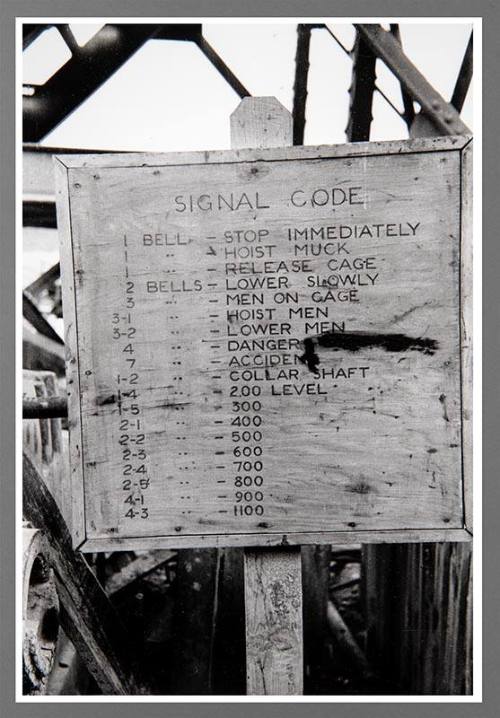 SIGNAL CODE
1 BELL - STOP IMMEDIATELY
1 " - HOIST MUCK
1 " - RELEASE CAGE
2 BELLS - LOWER SLOWLY
3 " - MEN ON CAGE
3-1 " - HOIST MEN
3-2 " - LOWER MEN
4 " - DANGER
7 " - ACCIDENT
1-2 " - COLLAR SHAFT
1-4 " - 200 LEVEL
1-5 " - 300
2-1 " - 400
2-2 " - 500
2-3 " - 600
2-4 " - 700
2-5 " - 800
4-1 " - 900
4-3 " - 1100